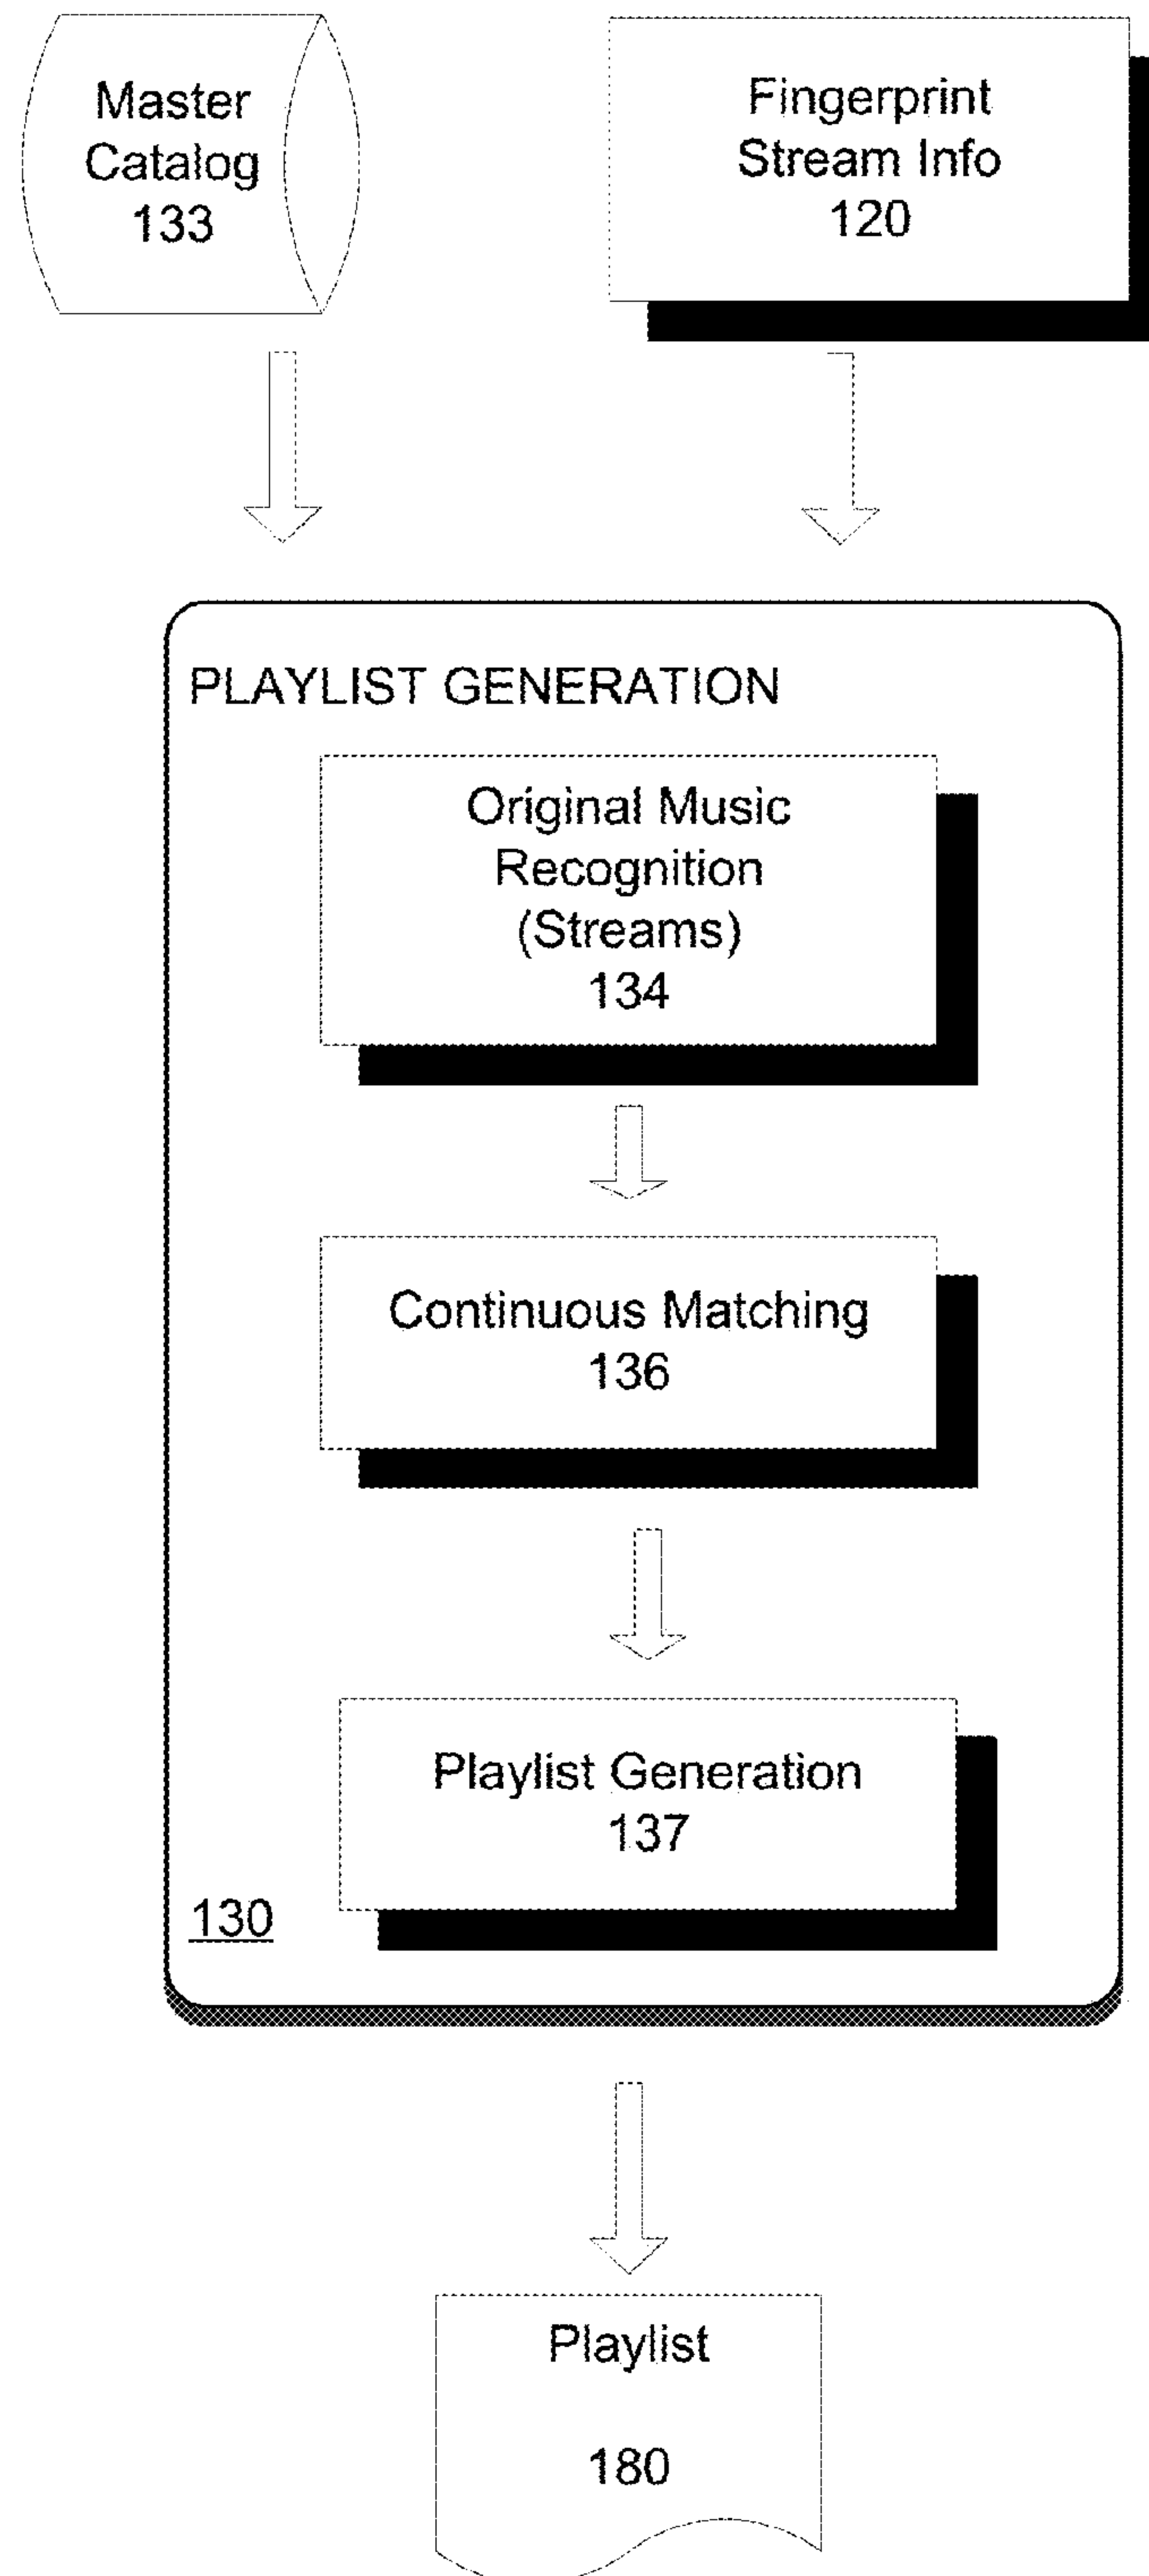 Master
Catalog
133
Fingerprint
Stream Info
120
PLAYLIST GENERATION
Original Music
Recognition
(Streams)
134
Continuous Matching
136
Playlist Generation
137
130
Playlist
180